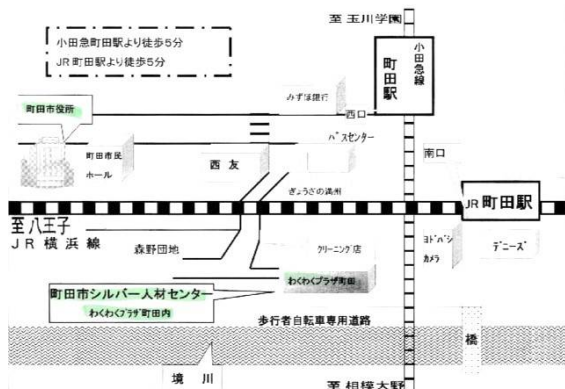 至 玉川学園
小田急町田駅より徒歩5分
JR町田駅より徒歩5分
小田急線
町田駅
みずほ銀行
西口
町田市役所
バスセンター
町田市民
ホール
西友
南口
ぎょうざの満州
JR 町田駅
至八王子
JR 横浜線
森野団地
クリーニング店
ヨドバシ
カメラ
デニーズ
わくわくプラザ町田
町田市シルバー人材センター
わくわくプラザ町田内
歩行者自転車専用道路
橋
境川
至 相模大野